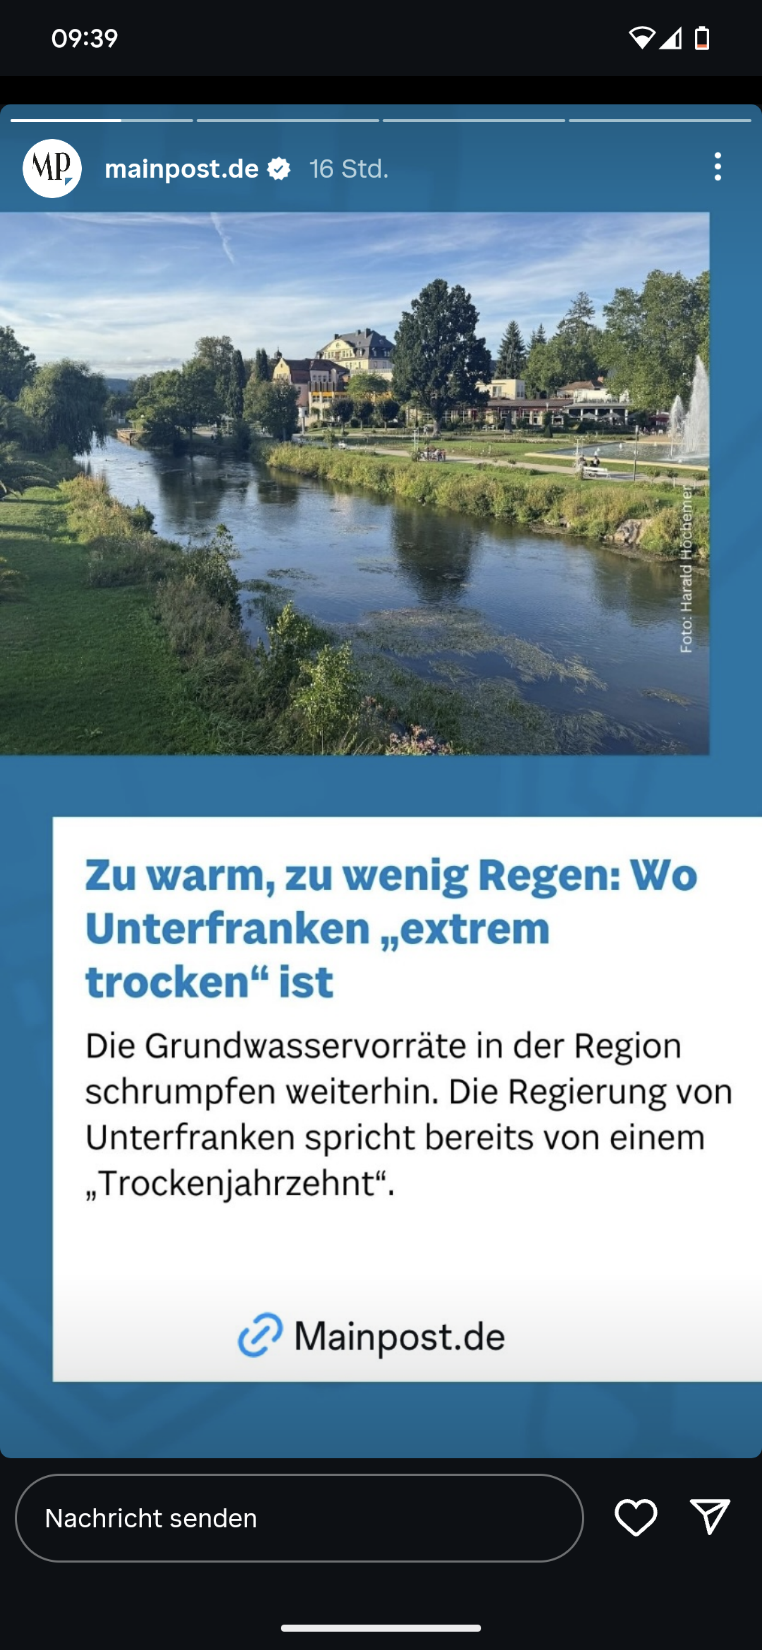 09:39
MP
mainpost.de
16 Std.
Foto: Harald Höchemer
Zu warm, zu wenig Regen: Wo
Unterfranken „extrem
trocken“ ist
Die Grundwasservorräte in der Region
schrumpfen weiterhin. Die Regierung von
Unterfranken spricht bereits von einem
„Trockenjahrzehnt“.
Mainpost.de
Nachricht senden